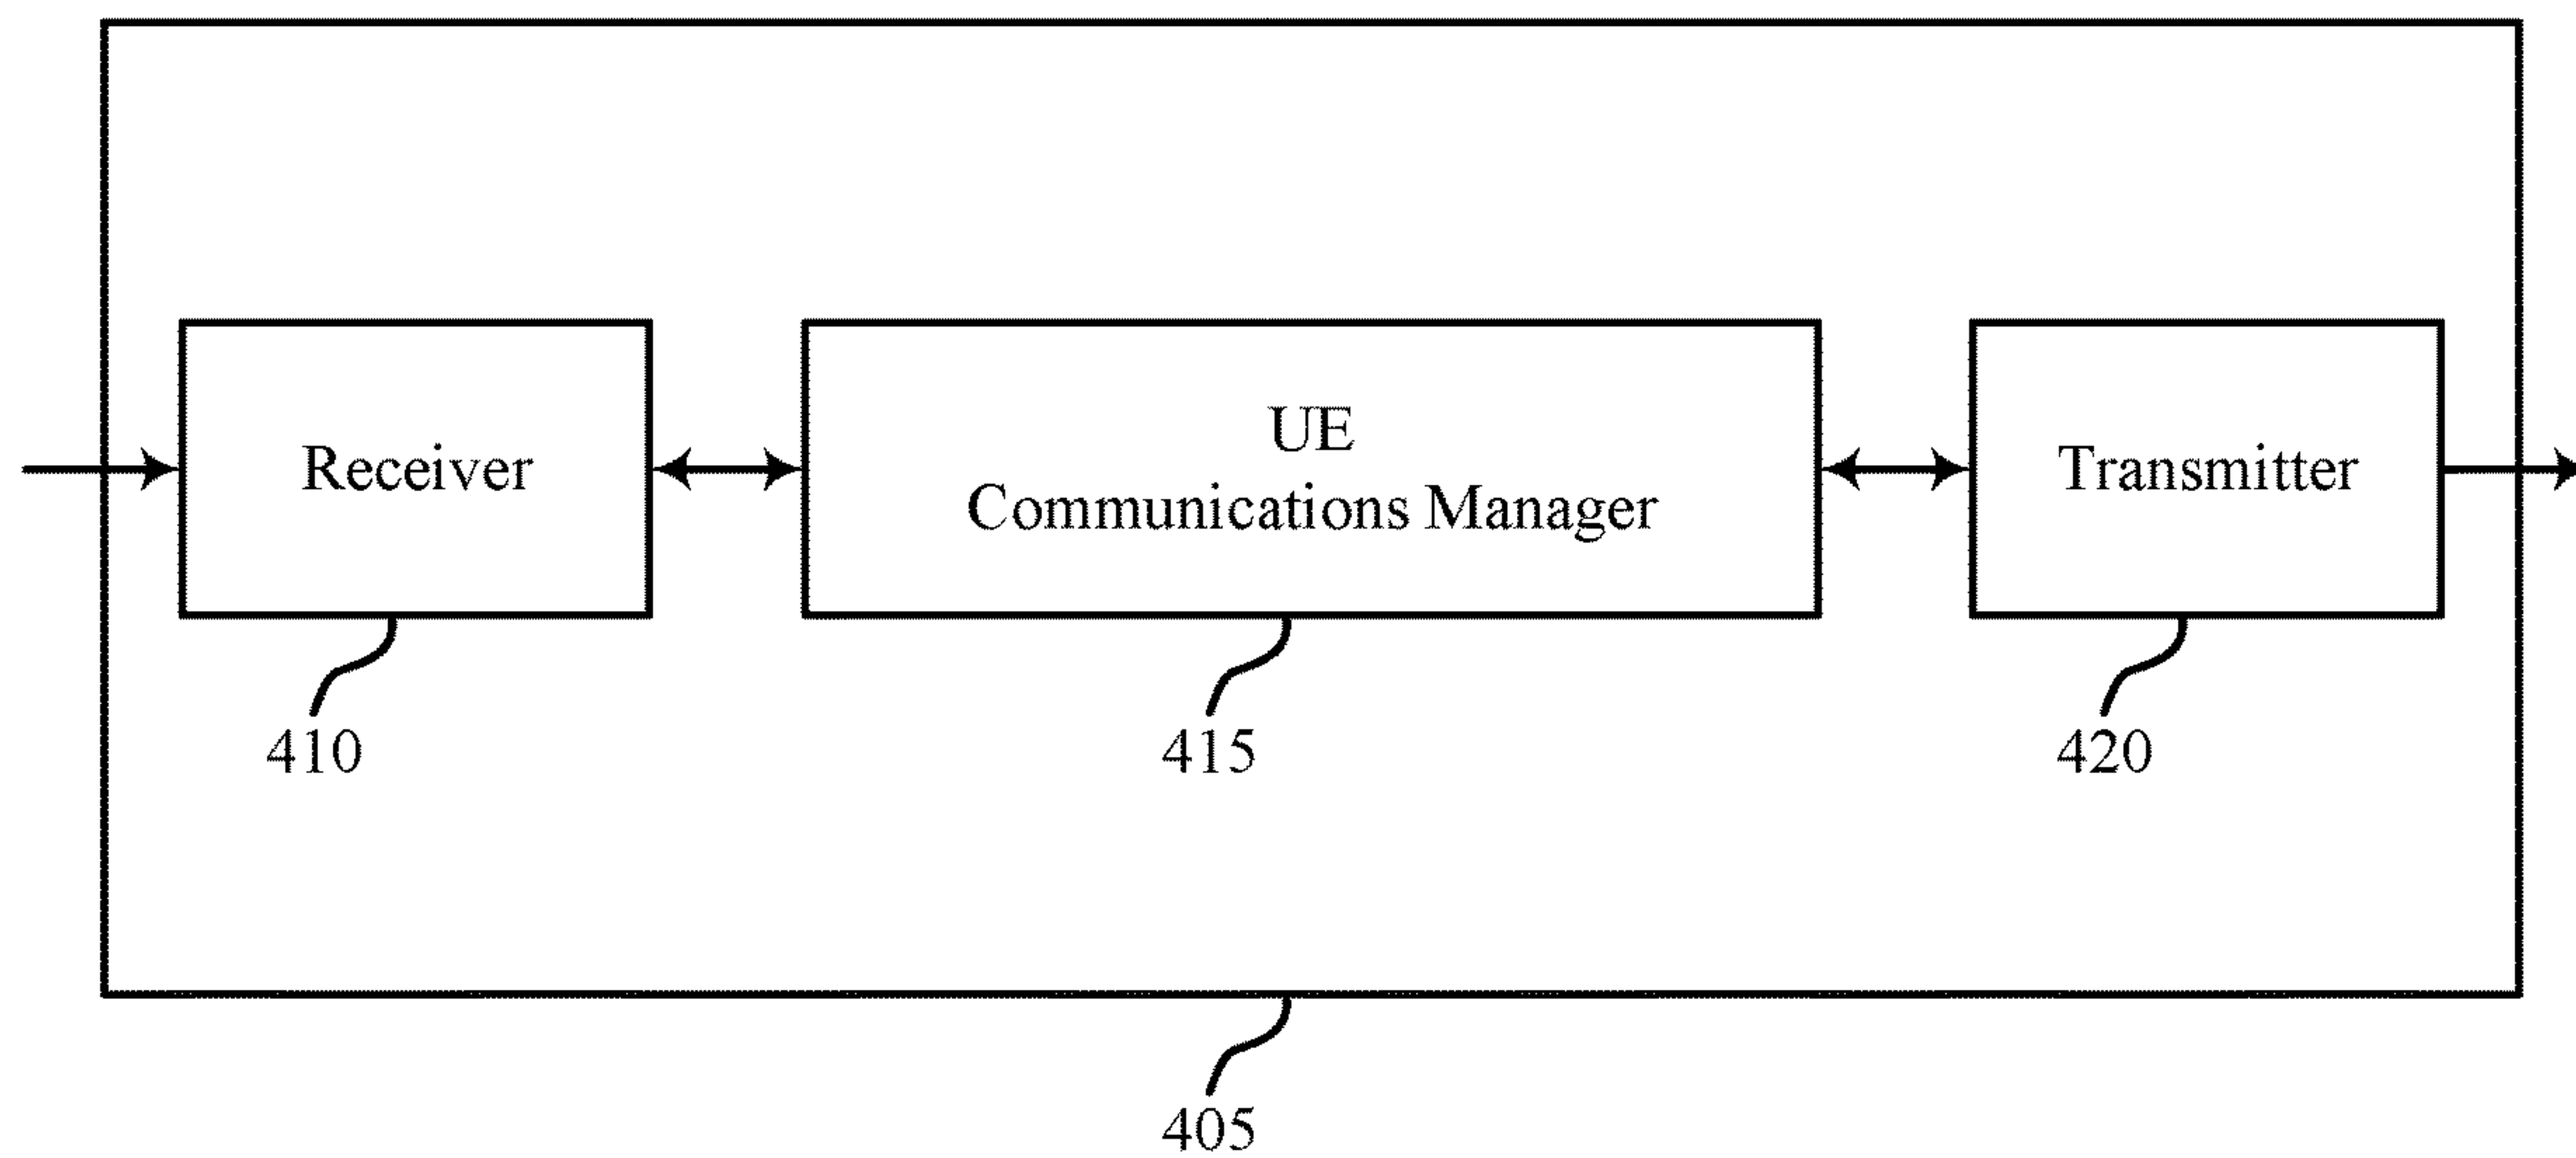 Receiver
UE
Communications Manager
Transmitter
410
415
420
405